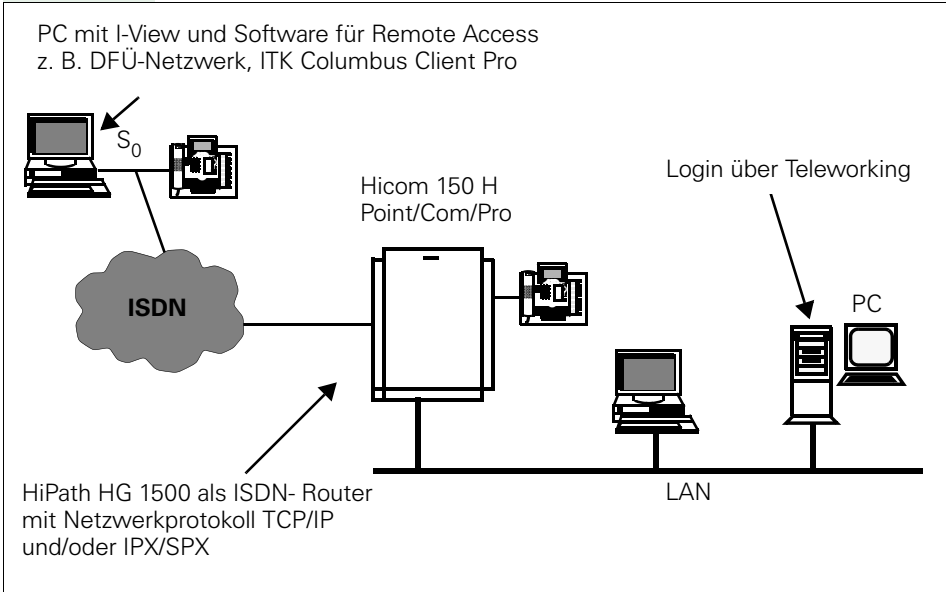 PC mit I-View und Software für Remote Access
z. B. DFÜ-Netzwerk, ITK Columbus Client Pro
S0
Login über Teleworking
Hicom 150 H
Point/Com/Pro
PC
ISDN
LAN
HiPath HG 1500 als ISDN- Router
mit Netzwerkprotokoll TCP/IP
und/oder IPX/SPX